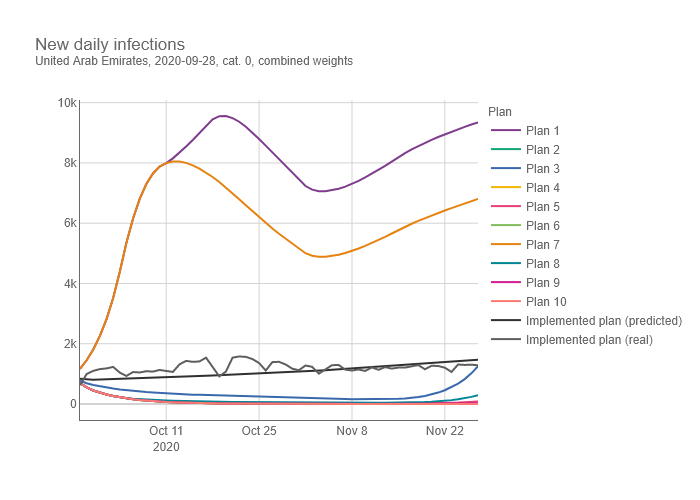 New daily infections
United Arab Emirates, 2020-09-28, cat. 0, combined weights
10k
8k
6k
4k
2k
0
Oct 11
2020
Oct 25
Nov 8
Nov 22
Plan
Plan 1
Plan 2
Plan 3
Plan 4
Plan 5
Plan 6
Plan 7
Plan 8
Plan 9
Plan 10
Implemented plan (predicted)
Implemented plan (real)